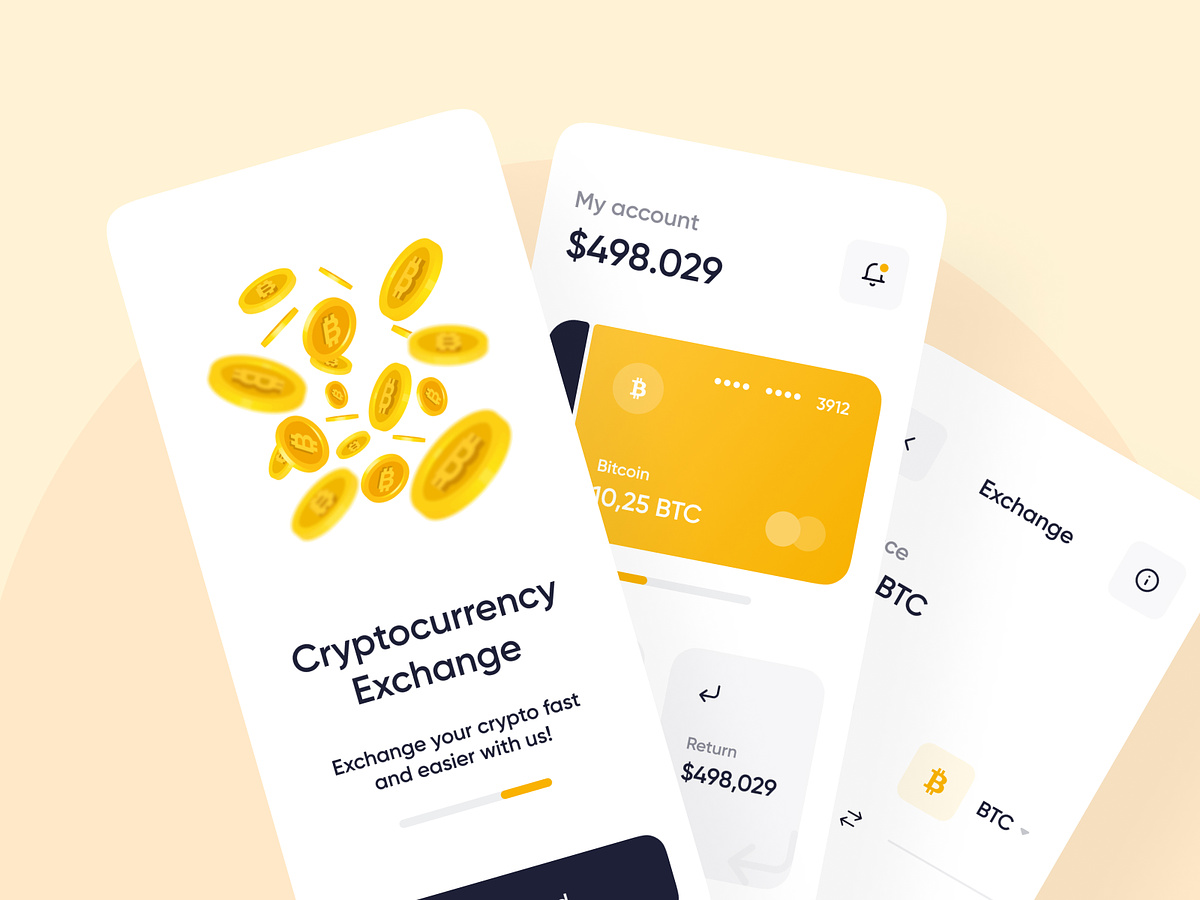 Cryptocurrency
Exchange
Exchange your crypto fast
and easier with us!
My account
$498.029
•••• •••• 3912
Bitcoin
10,25 BTC
Return
$498,029
Exchange
BTC
BTC